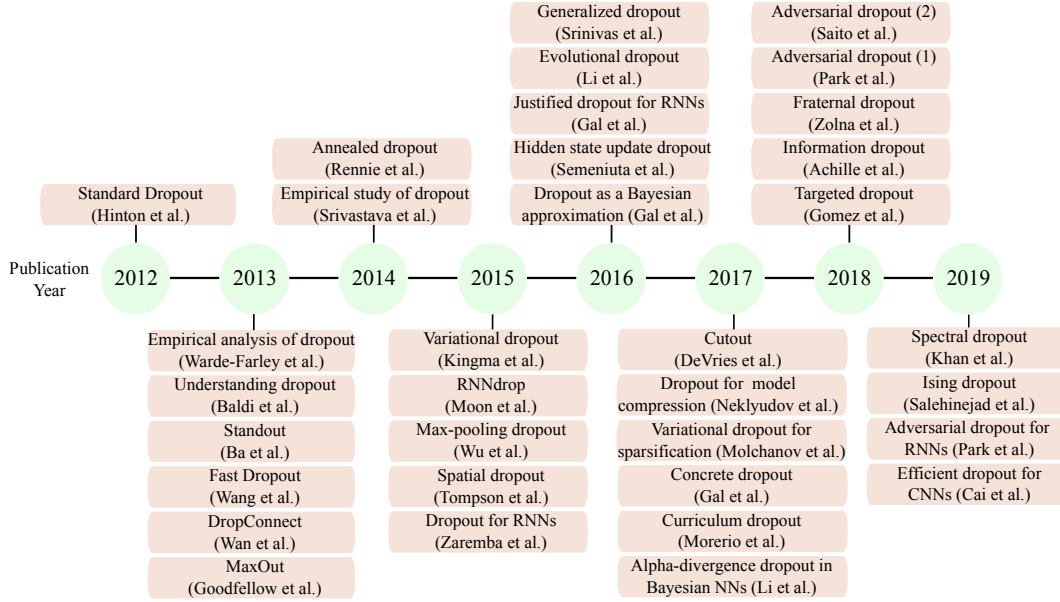 Generalized dropout
(Srinivas et al.)
Evolutional dropout
(Li et al.)
Justified dropout for RNNs
(Gal et al.)
Hidden state update dropout
(Semeniuta et al.)
Dropout as a Bayesian
approximation (Gal et al.)
Adversarial dropout (2)
(Saito et al.)
Adversarial dropout (1)
(Park et al.)
Fraternal dropout
(Zolna et al.)
Information dropout
(Achille et al.)
Targeted dropout
(Gomez et al.)
Annealed dropout
(Rennie et al.)
Empirical study of dropout
(Srivastava et al.)
Standard Dropout
(Hinton et al.)
Publication
Year
2012
2013
2014
2015
2016
2017
2018
2019
Empirical analysis of dropout
(Warde-Farley et al.)
Understanding dropout
(Baldi et al.)
Standout
(Ba et al.)
Fast Dropout
(Wang et al.)
DropConnect
(Wan et al.)
MaxOut
(Goodfellow et al.)
Variational dropout
(Kingma et al.)
RNNdrop
(Moon et al.)
Max-pooling dropout
(Wu et al.)
Spatial dropout
(Tompson et al.)
Dropout for RNNs
(Zaremba et al.)
Cutout
(DeVries et al.)
Dropout for model
compression (Neklyudov et al.)
Variational dropout for
sparsification (Molchanov et al.)
Concrete dropout
(Gal et al.)
Curriculum dropout
(Morerio et al.)
Alpha-divergence dropout in
Bayesian NNs (Li et al.)
Spectral dropout
(Khan et al.)
Ising dropout
(Salehinejad et al.)
Adversarial dropout for
RNNs (Park et al.)
Efficient dropout for
CNNs (Cai et al.)